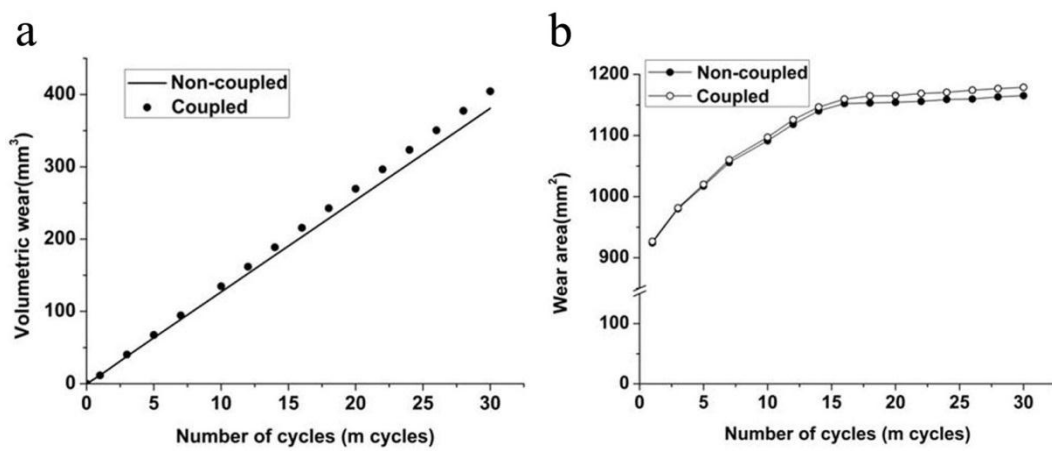 a
Volumetric wear(mm³)
400
300
200
100
0
Non-coupled
Coupled
0 5 10 15 20 25 30
Number of cycles (m cycles)
b
Wear area(mm²)
1200
1100
1000
900
100
0
Non-coupled
Coupled
0 5 10 15 20 25 30
Number of cycles (m cycles)